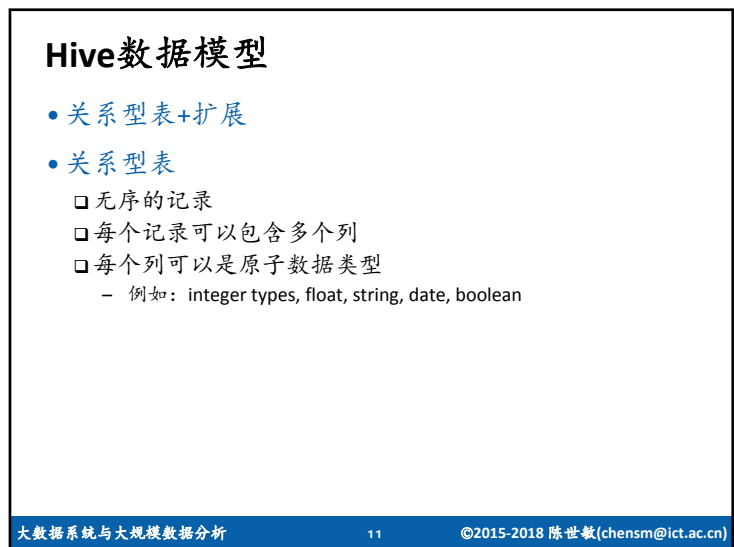 Hive数据模型
• 关系型表+扩展
• 关系型表
□ 无序的记录
□ 每个记录可以包含多个列
□ 每个列可以是原子数据类型
– 例如：integer types, float, string, date, boolean
大数据系统与大规模数据分析 11 ©2015-2018 陈世敏(chensm@ict.ac.cn)